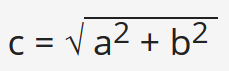 c = √a² + b²